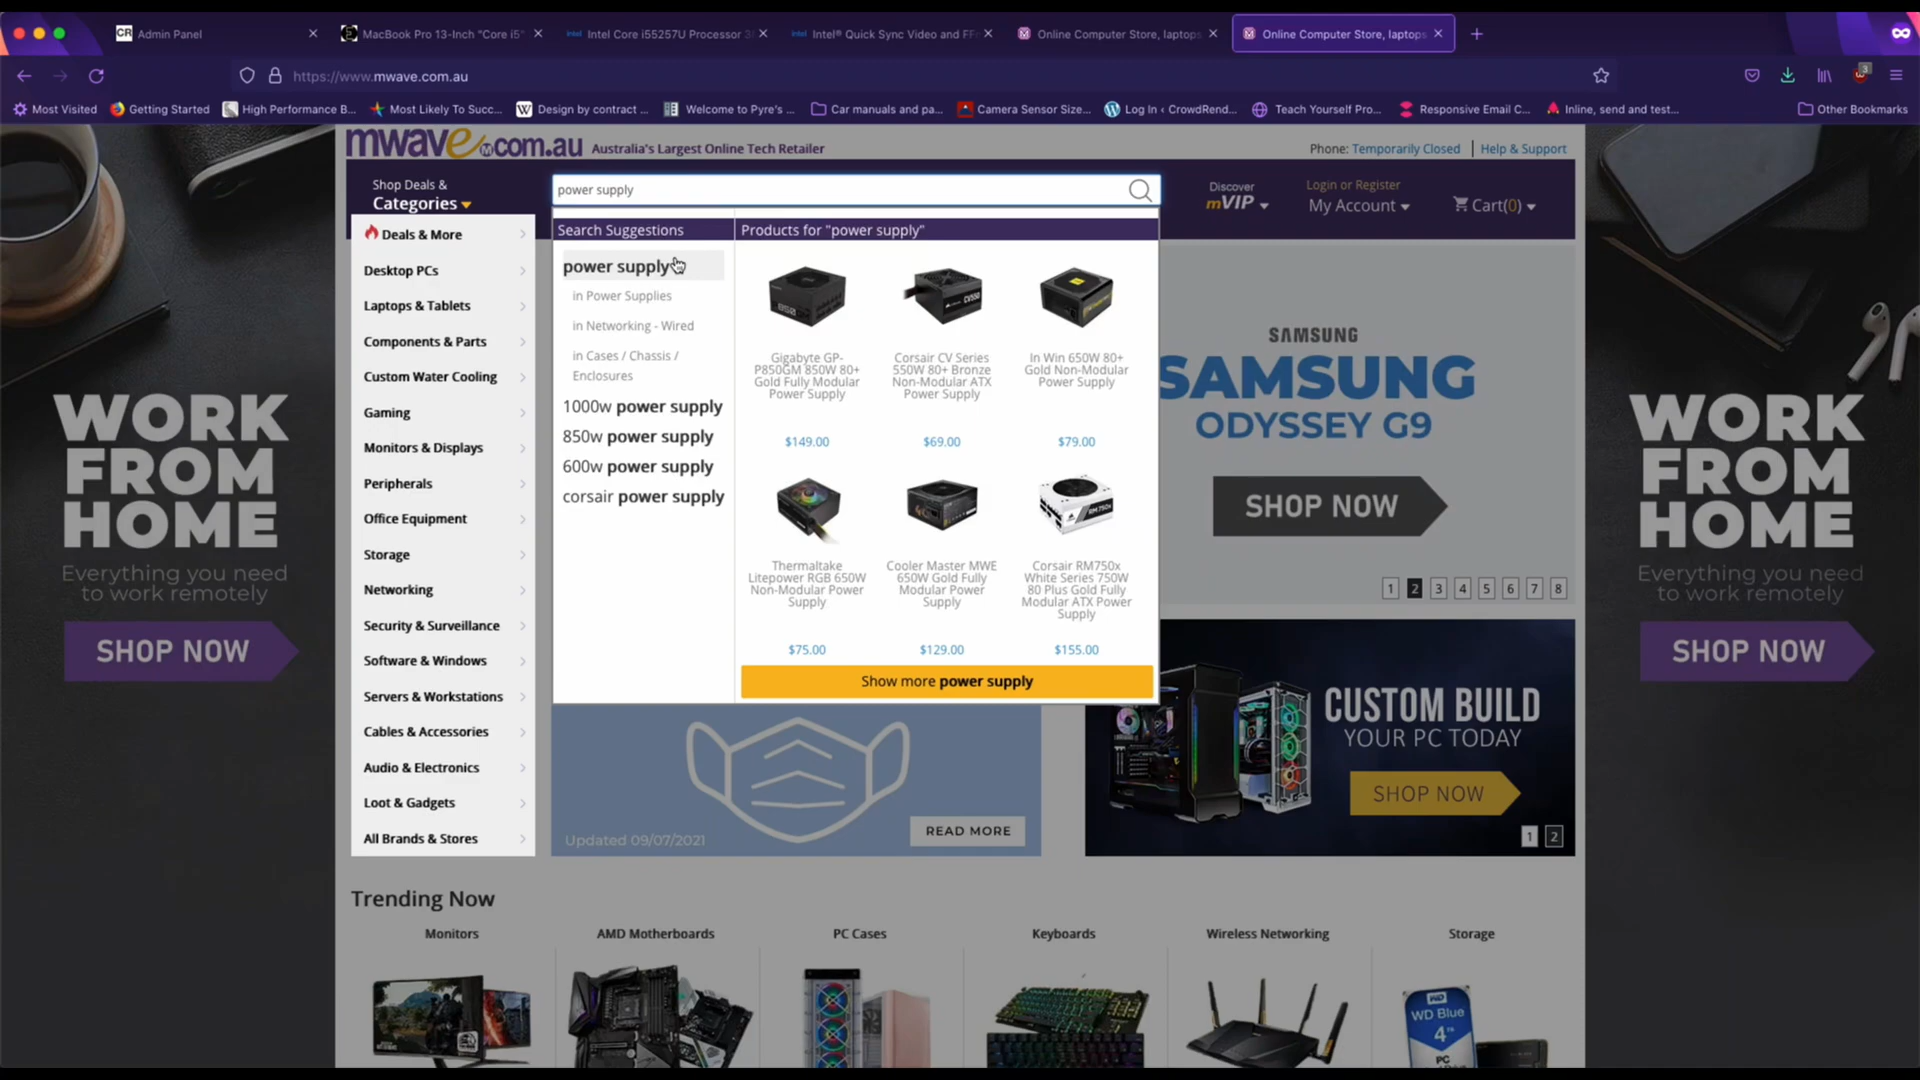 CR Admin Panel
MacBook Pro 13-Inch "Core i5"
intel Intel Core i55257U Processor 3
intel Intel® Quick Sync Video and FF
Online Computer Store, laptops
Online Computer Store, laptops
https://www.mwave.com.au
3
Most Visited
Getting Started
High Performance B...
Most Likely To Succ...
W Design by contract ...
Welcome to Pyre's ...
Car manuals and pa...
Camera Sensor Size...
Log In ‹ CrowdRend...
Teach Yourself Pro...
Responsive Email C...
Inline, send and test...
Other Bookmarks
mwave.com.au Australia's Largest Online Tech Retailer
Phone: Temporarily Closed | Help & Support
Shop Deals &
Categories
power supply
Discover
mVIP
Login or Register
My Account
Cart(0)
Deals & More
Desktop PCs
Laptops & Tablets
Components & Parts
Custom Water Cooling
Gaming
Monitors & Displays
Peripherals
Office Equipment
Storage
Networking
Security & Surveillance
Software & Windows
Servers & Workstations
Cables & Accessories
Audio & Electronics
Loot & Gadgets
All Brands & Stores
Search Suggestions
power supply
in Power Supplies
in Networking - Wired
in Cases / Chassis /
Enclosures
1000w power supply
850w power supply
600w power supply
corsair power supply
Products for "power supply"
850
Gigabyte GP-
P850GM 850W 80+
Gold Fully Modular
Power Supply
$149.00
CV550
Corsair CV Series
550W 80+ Bronze
Non-Modular ATX
Power Supply
$69.00
In Win 650W 80+
Gold Non-Modular
Power Supply
$79.00
Thermaltake
Litepower RGB 650W
Non-Modular Power
Supply
$75.00
Cooler Master MWE
650W Gold Fully
Modular Power
Supply
$129.00
RM750x
Corsair RM750x
White Series 750W
80 Plus Gold Fully
Modular ATX Power
Supply
$155.00
Show more power supply
WORK
FROM
HOME
Everything you need
to work remotely
SHOP NOW
SAMSUNG
SAMSUNG
ODYSSEY G9
SHOP NOW
1 2 3 4 5 6 7 8
WORK
FROM
HOME
Everything you need
to work remotely
SHOP NOW
Updated 09/07/2021
READ MORE
CUSTOM BUILD
YOUR PC TODAY
SHOP NOW
1 2
Trending Now
Monitors
AMD Motherboards
PC Cases
Keyboards
Wireless Networking
Storage
WD
WD Blue
4TB
PC